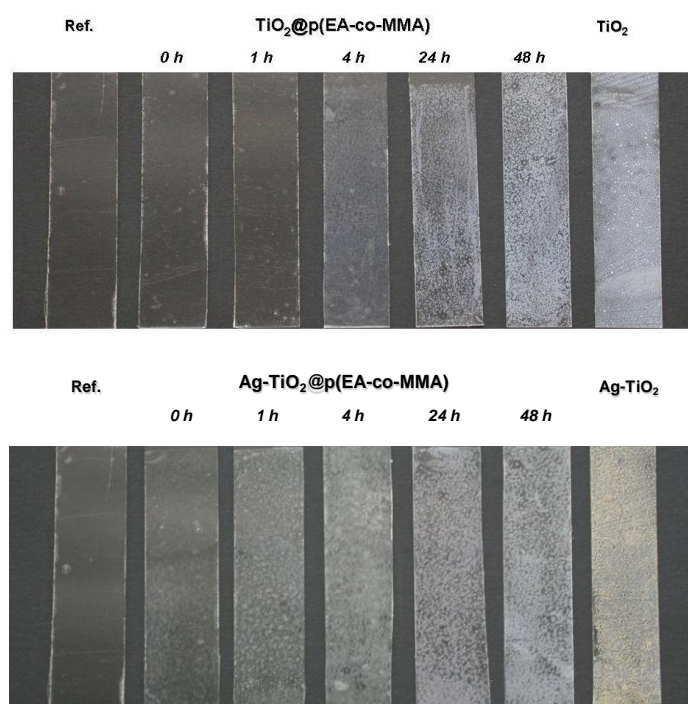 Ref. TiO₂@p(EA-co-MMA) TiO₂
0 h 1 h 4 h 24 h 48 h
Ref. Ag-TiO₂@p(EA-co-MMA) Ag-TiO₂
0 h 1 h 4 h 24 h 48 h